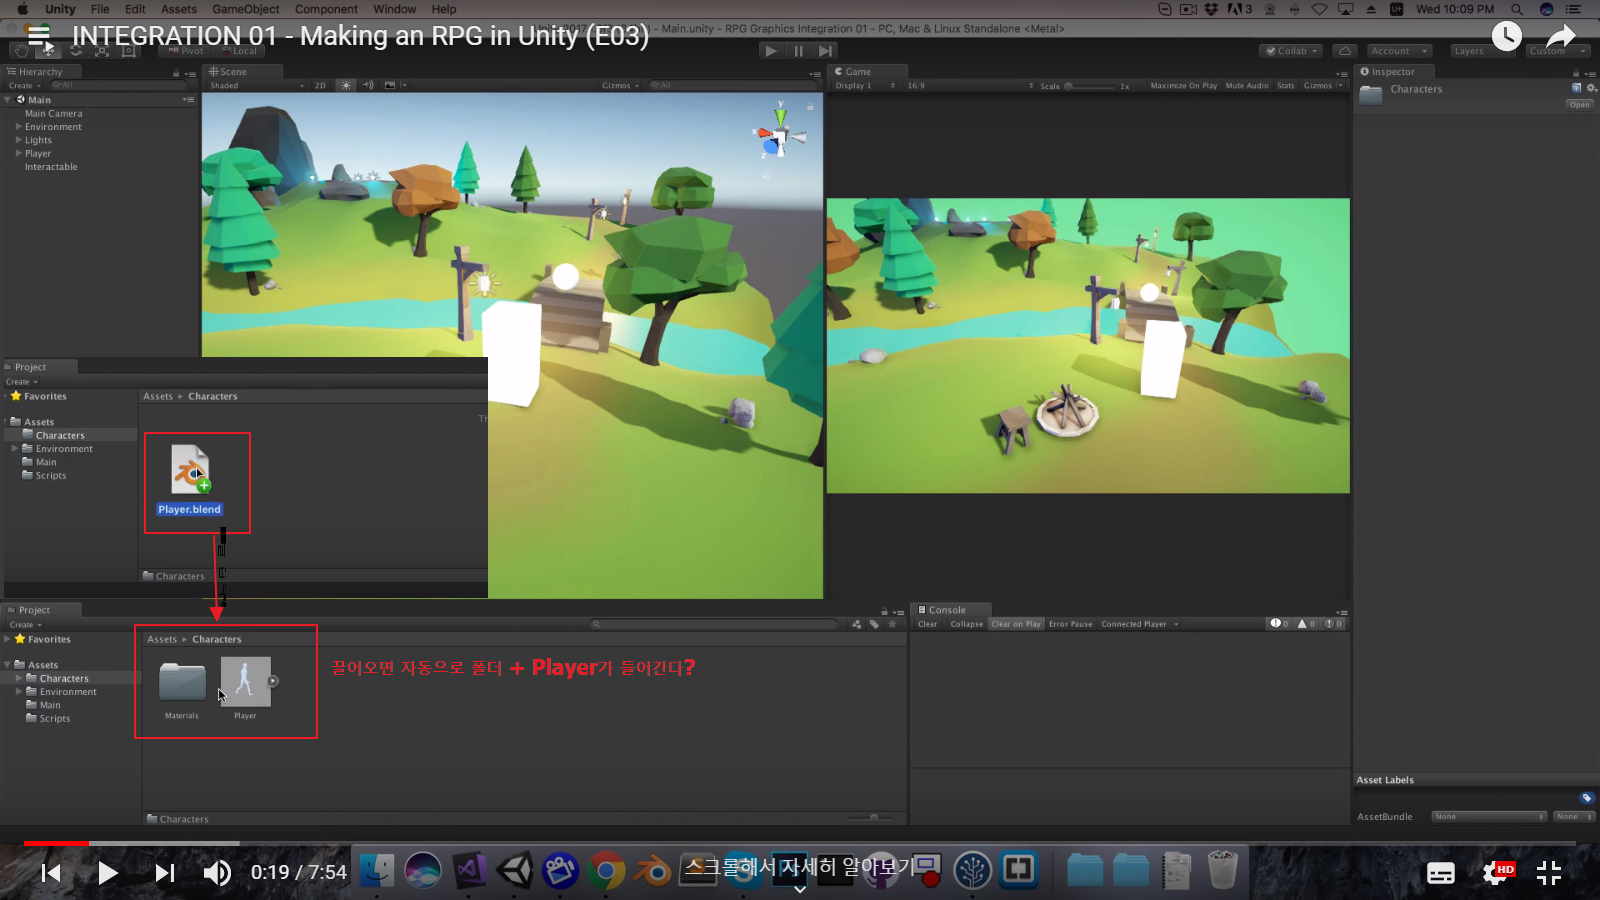 Unity File Edit Assets GameObject Component Window Help
3 Wed 10:09 PM
Main.unity - RPG Graphics Integration 01 - PC, Mac & Linux Standalone <Metal>
INTEGRATION 01 - Making an RPG in Unity (E03)
Pivot Local
Collab Account Layers Custom
Hierarchy
Create All
Main
Main Camera
Environment
Lights
Player
Interactable
Scene
Shaded 2D Gizmos All
y
x
z
Game
Display 1 16:9 Scale 1x Maximize On Play Mute Audio Stats Gizmos
Inspector
Characters
Open
Project
Create
Favorites
Assets
Characters
Environment
Main
Scripts
Assets Characters
Th
Player.blend
Characters
Project
Create
Favorites
Assets
Characters
Environment
Main
Scripts
Assets Characters
Materials Player
끌어오면 자동으로 폴더 + Player가 들어간다?
Characters
Console
Clear Collapse Clear on Play Error Pause Connected Player 0 0 0
Asset Labels
AssetBundle None None
0:19 / 7:54
스크롤해서 자세히 알아보기
HD